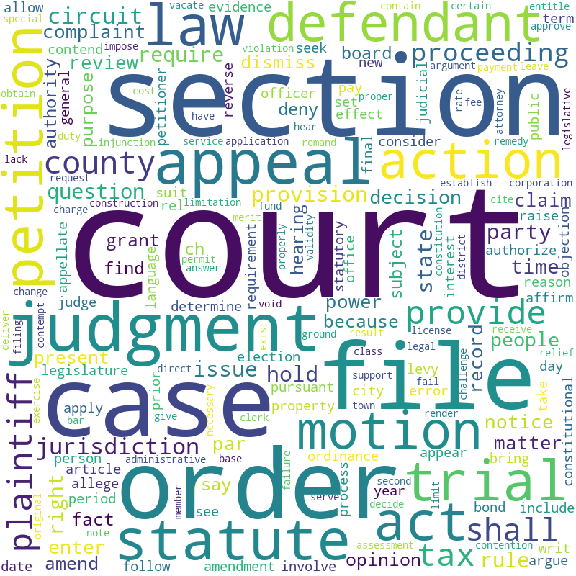 allow
circuit
law
defendant
vacate
evidence
special
contain
certain
entitle
approve
term
complaint
require
seek
board
proceeding
contend
impose
violation
argument
payment
leave
obtain
review
dismiss
new
authority
general
purpose
cost
have
petitioner
reverse
officer
pay
proper
rate
fee
attorney
judicial
public
legislative
section
petition
lack
duty
injunction
service
hear
application
deny
set
effect
remand
consider
final
remedy
county
appeal
action
request
establish
corporation
question
suit
provision
decision
cite
claim
construction
limitation
fund
raise
charge
rel
merit
validity
hearing
statutory
subject
state
constitution
interest
district
party
authorize
objection
appellate
grant
ch
properly
office
time
find
permit
answer
requirement
language
court
reason
change
judge
determine
void
power
affirm
deliver
filing
contempt
judgment
because
provide
present
issue
election
ground
result
license
receive
relief
legislature
exist
class
legal
challenge
people
direct
hold
levy
record
day
exercise
apply
prior
give
necessary
pursuant
support
fail
file
take
constitutional
plaintiff
case
bar
clerk
property
city
error
notice
jurisdiction
par
town
render
motion
bring
matter
person
administrative
ordinance
appear
original
article
base
failure
process
second
trial
allege
say
member
order
year
limit
include
right
period
see
serve
decide
bond
fact
note
act
shall
enter
statute
assessment
contention
writ
tax
rule
date
amend
follow
amendment
involve
opinion
argue